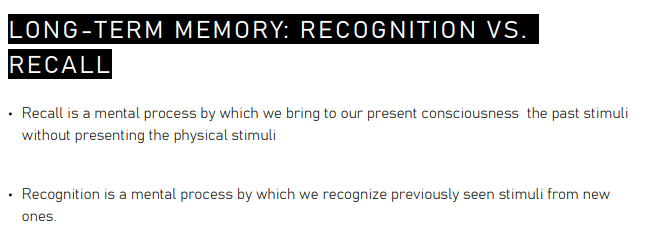 LONG-TERM MEMORY: RECOGNITION VS.
RECALL
• Recall is a mental process by which we bring to our present consciousness the past stimuli
without presenting the physical stimuli
• Recognition is a mental process by which we recognize previously seen stimuli from new
ones.